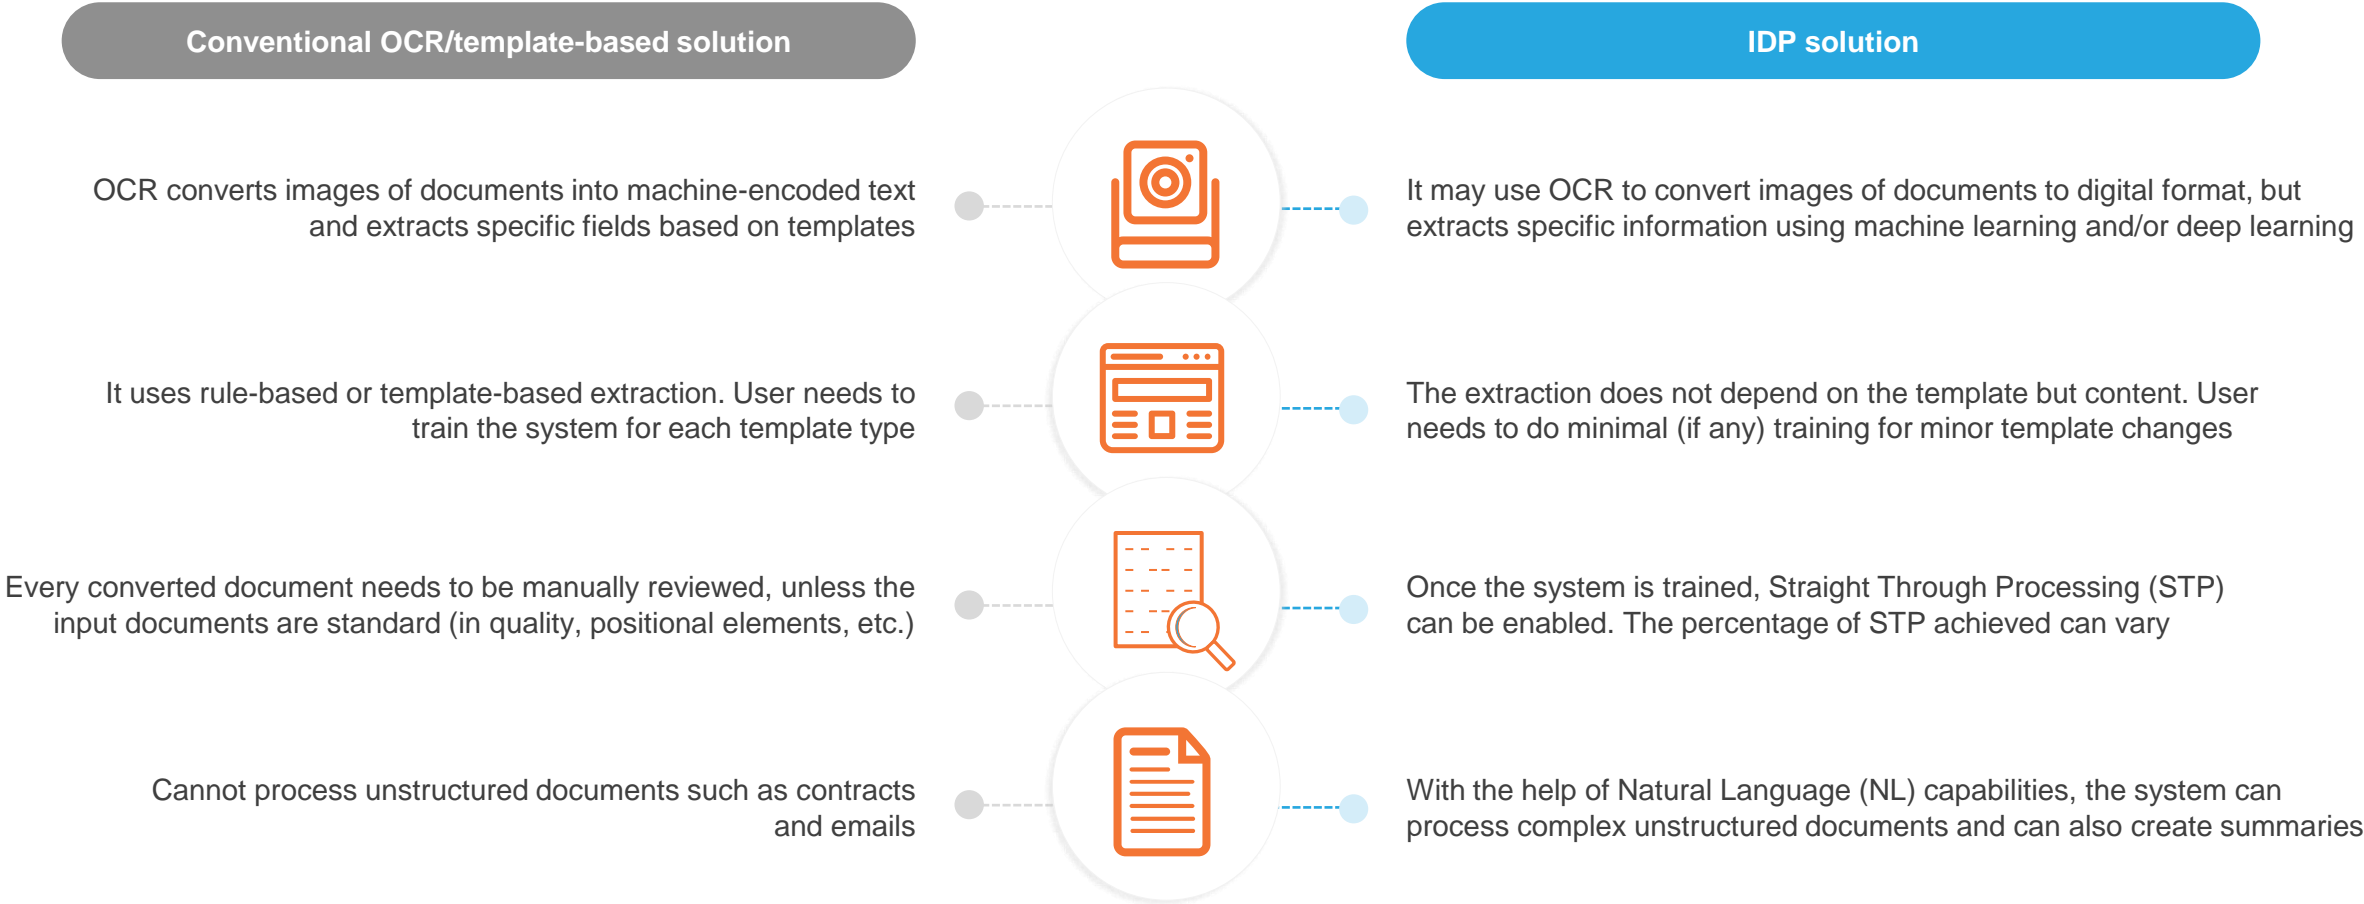 Conventional OCR/template-based solution
IDP solution
OCR converts images of documents into machine-encoded text
and extracts specific fields based on templates
It may use OCR to convert images of documents to digital format, but
extracts specific information using machine learning and/or deep learning
It uses rule-based or template-based extraction. User needs to
train the system for each template type
The extraction does not depend on the template but content. User
needs to do minimal (if any) training for minor template changes
Every converted document needs to be manually reviewed, unless the
input documents are standard (in quality, positional elements, etc.)
Once the system is trained, Straight Through Processing (STP)
can be enabled. The percentage of STP achieved can vary
Cannot process unstructured documents such as contracts
and emails
With the help of Natural Language (NL) capabilities, the system can
process complex unstructured documents and can also create summaries